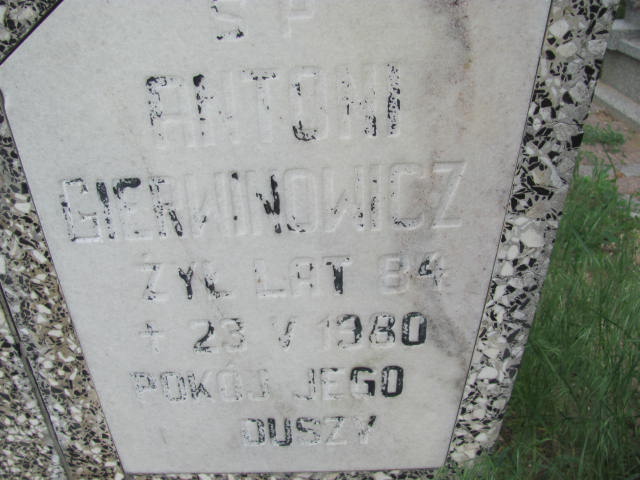 S P
ANTONI
GIERWINOWICZ
ŻYŁ LAT 84
+ 23 V 1980
POKÓJ JEGO
DUSZY